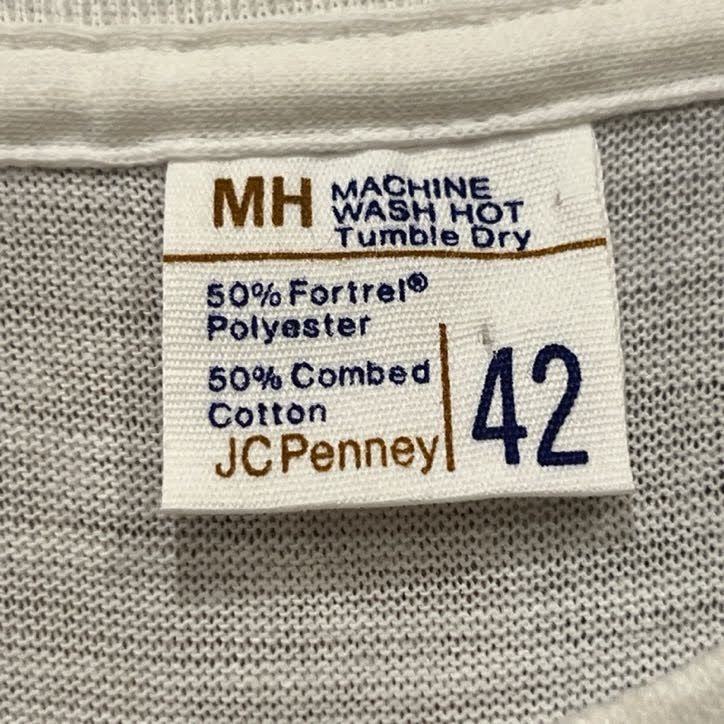 MH
MACHINE
WASH HOT
Tumble Dry
50% Fortrel®
Polyester
50% Combed
Cotton
JCPenney
42